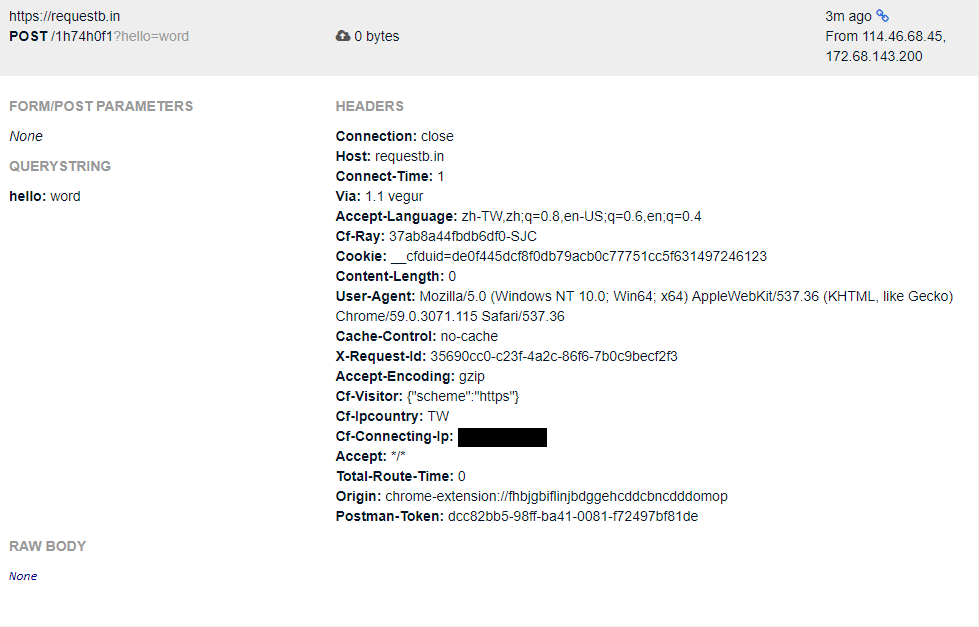 https://requestb.in
POST /1h74h0f1?hello=word
0 bytes
3m ago
From 114.46.68.45,
172.68.143.200
FORM/POST PARAMETERS
None
QUERYSTRING
hello: word
HEADERS
Connection: close
Host: requestb.in
Connect-Time: 1
Via: 1.1 vegur
Accept-Language: zh-TW,zh;q=0.8,en-US;q=0.6,en;q=0.4
Cf-Ray: 37ab8a44fbdb6df0-SJC
Cookie: __cfduid=de0f445dcf8f0db79acb0c77751cc5f631497246123
Content-Length: 0
User-Agent: Mozilla/5.0 (Windows NT 10.0; Win64; x64) AppleWebKit/537.36 (KHTML, like Gecko)
Chrome/59.0.3071.115 Safari/537.36
Cache-Control: no-cache
X-Request-Id: 35690cc0-c23f-4a2c-86f6-7b0c9becf2f3
Accept-Encoding: gzip
Cf-Visitor: {"scheme":"https"}
Cf-Ipcountry: TW
Cf-Connecting-Ip:
Accept: */*
Total-Route-Time: 0
Origin: chrome-extension://fhbjgbiflinjbdggehcddcbncdddomop
Postman-Token: dcc82bb5-98ff-ba41-0081-f72497bf81de
RAW BODY
None